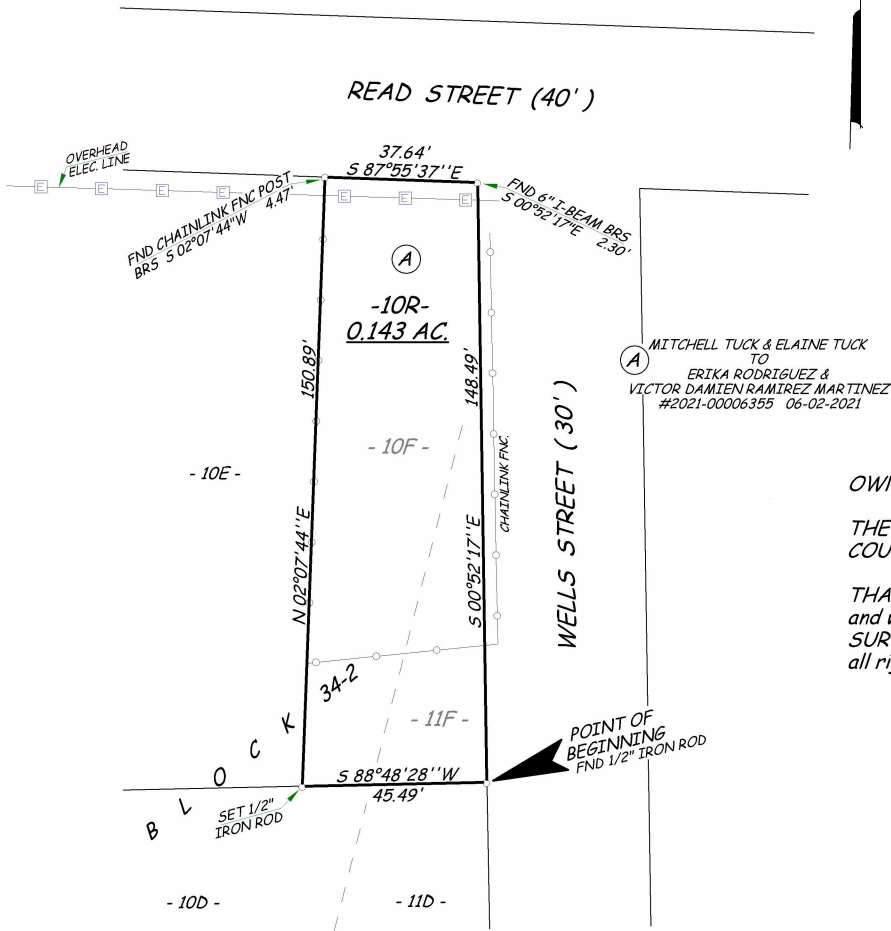 READ STREET (40')
OVERHEAD
ELEC. LINE
37.64'
S 87°55'37''E
E
E
E
E
E
E
E
FND CHAINLINK FNC POST
BRS S 02°07'44"W 4.47'
FND 6" I-BEAM BRS
S 00°52'17"E 2.30'
A
-10R-
0.143 AC.
150.89'
148.49'
A
MITCHELL TUCK & ELAINE TUCK
TO
ERIKA RODRIGUEZ &
VICTOR DAMIEN RAMIREZ MARTINEZ
#2021-00006355 06-02-2021
WELLS STREET (30')
CHAINLINK FNC.
- 10F -
- 10E -
N 02°07'44''E
S 00°52'17''E
THE
COU
THA
and
SUR
all
BLOCK 34-2
- 11F -
POINT OF
BEGINNING
FND 1/2" IRON ROD
S 88°48'28''W
45.49'
SET 1/2"
IRON ROD
- 10D -
- 11D -